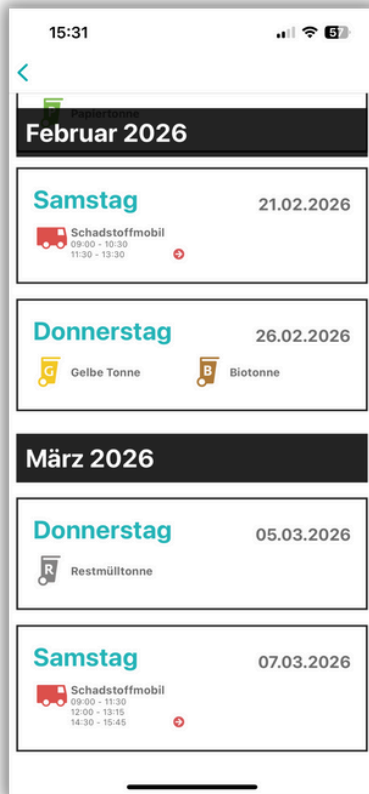 15:31
57
P
Papiertonne
Februar 2026
Samstag 21.02.2026
Schadstoffmobil
09:00 - 10:30
11:30 - 13:30
Donnerstag 26.02.2026
G Gelbe Tonne B Biotonne
März 2026
Donnerstag 05.03.2026
R Restmülltonne
Samstag 07.03.2026
Schadstoffmobil
09:00 - 11:30
12:00 - 13:15
14:30 - 15:45